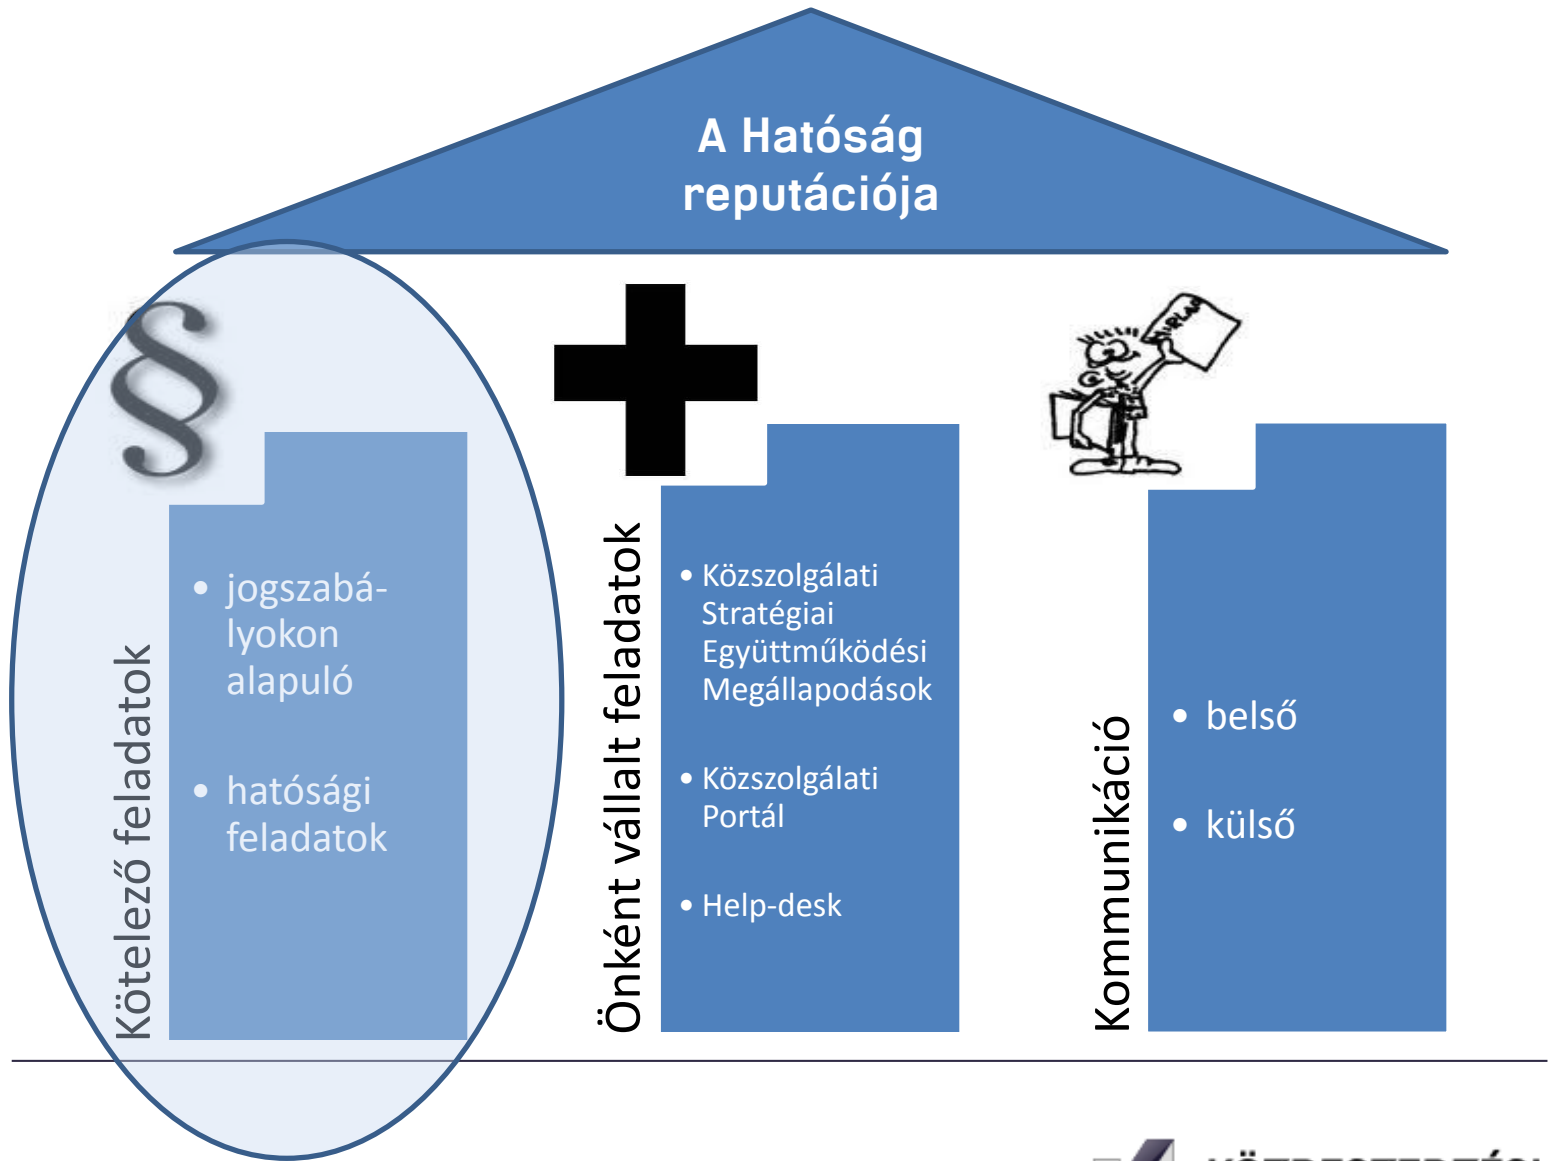 A Hatóság
reputációja
§
Kötelező feladatok
• jogszabá-
lyokon
alapuló
• hatósági
feladatok
Önként vállalt feladatok
• Közszolgálati
Stratégiai
Együttműködési
Megállapodások
• Közszolgálati
Portál
• Help-desk
Kommunikáció
• belső
• külső